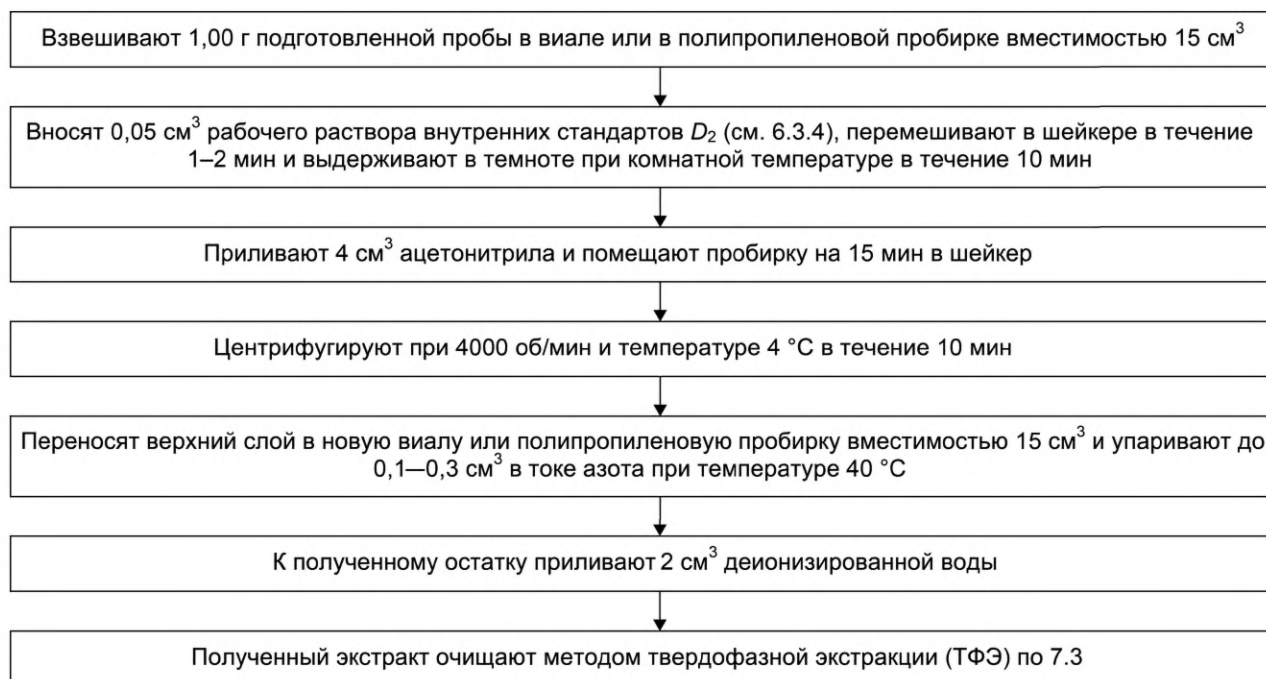 Взвешивают 1,00 г подготовленной пробы в виале или в полипропиленовой пробирке вместимостью 15 см³
Вносят 0,05 см³ рабочего раствора внутренних стандартов D₂ (см. 6.3.4), перемешивают в шейкере в течение
1–2 мин и выдерживают в темноте при комнатной температуре в течение 10 мин
Приливают 4 см³ ацетонитрила и помещают пробирку на 15 мин в шейкер
Центрифугируют при 4000 об/мин и температуре 4 °С в течение 10 мин
Переносят верхний слой в новую виалу или полипропиленовую пробирку вместимостью 15 см³ и упаривают до
0,1—0,3 см³ в токе азота при температуре 40 °С
К полученному остатку приливают 2 см³ деионизированной воды
Полученный экстракт очищают методом твердофазной экстракции (ТФЭ) по 7.3